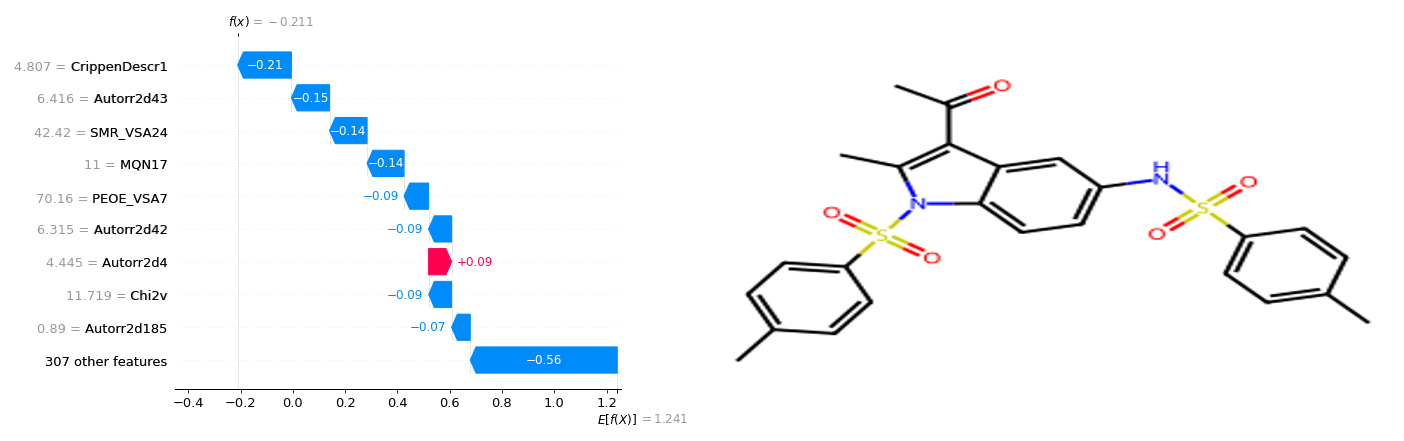 f(x) = −0.211
4.807 = CrippenDescr1
−0.21
6.416 = Autorr2d43
−0.15
42.42 = SMR_VSA24
−0.14
11 = MQN17
−0.14
70.16 = PEOE_VSA7
−0.09
6.315 = Autorr2d42
−0.09
4.445 = Autorr2d4
+0.09
11.719 = Chi2v
−0.09
0.89 = Autorr2d185
−0.07
307 other features
−0.56
−0.4 −0.2 0.0 0.2 0.4 0.6 0.8 1.0 1.2
E[f(X)] = 1.241
O
H
N
O
S
O
N
O
S
O